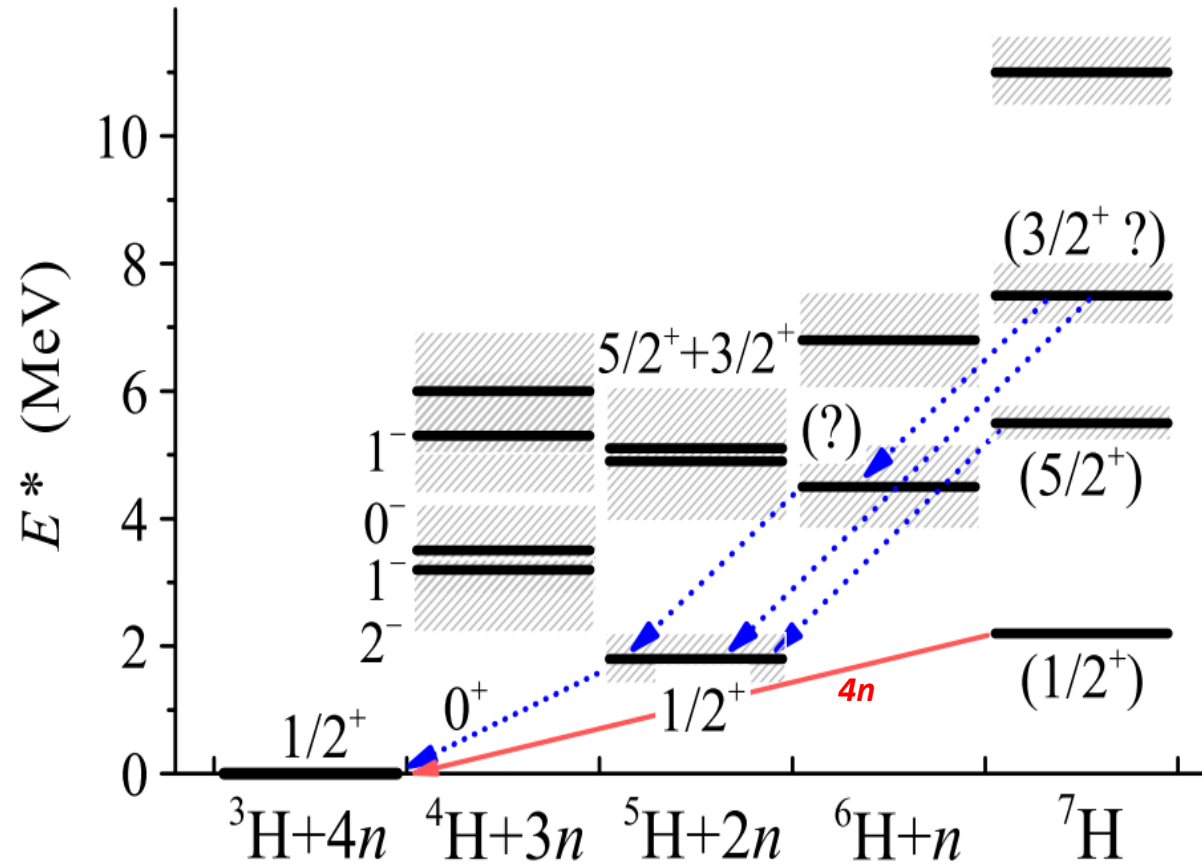 E* (MeV)
10
8
6
4
2
0
(3/2⁺ ?)
5/2⁺+3/2⁺
(?)
(5/2⁺)
1⁻
0⁻
1⁻
2⁻
0⁺
1/2⁺
1/2⁺
4n
(1/2⁺)
³H+4n
⁴H+3n
⁵H+2n
⁶H+n
⁷H